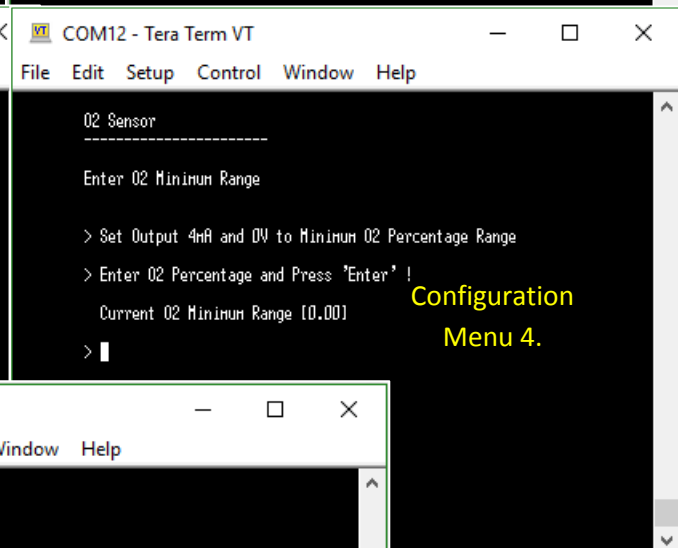 COM12 - Tera Term VT
File Edit Setup Control Window Help
O2 Sensor
-----------------------
Enter O2 Minimum Range
> Set Output 4mA and 0V to Minimum O2 Percentage Range
> Enter O2 Percentage and Press 'Enter' !
Current O2 Minimum Range [0.00]
>
Configuration
Menu 4.
Window Help